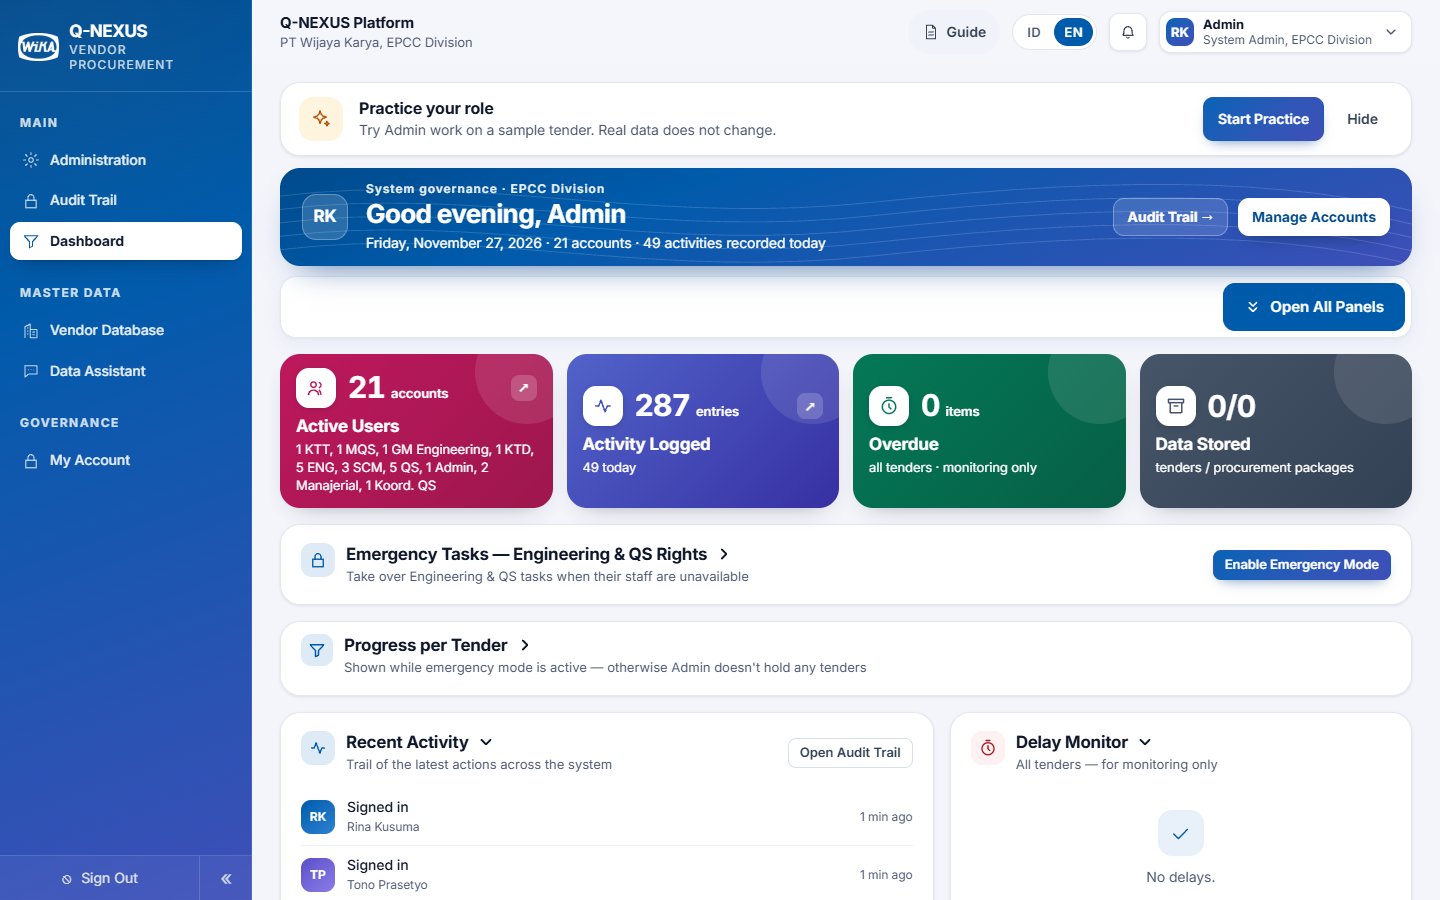 WIKA
Q-NEXUS
VENDOR
PROCUREMENT
MAIN
Administration
Audit Trail
Dashboard
MASTER DATA
Vendor Database
Data Assistant
GOVERNANCE
My Account
Sign Out
Q-NEXUS Platform
PT Wijaya Karya, EPCC Division
Guide
ID
EN
RK
Admin
System Admin, EPCC Division
Practice your role
Try Admin work on a sample tender. Real data does not change.
Start Practice
Hide
RK
System governance · EPCC Division
Good evening, Admin
Friday, November 27, 2026 · 21 accounts · 49 activities recorded today
Audit Trail →
Manage Accounts
Open All Panels
21 accounts
↗
Active Users
1 KTT, 1 MQS, 1 GM Engineering, 1 KTD,
5 ENG, 3 SCM, 5 QS, 1 Admin, 2
Manajerial, 1 Koord. QS
287 entries
↗
Activity Logged
49 today
0 items
Overdue
all tenders · monitoring only
0/0
Data Stored
tenders / procurement packages
Emergency Tasks — Engineering & QS Rights
Take over Engineering & QS tasks when their staff are unavailable
Enable Emergency Mode
Progress per Tender
Shown while emergency mode is active — otherwise Admin doesn't hold any tenders
Recent Activity
Trail of the latest actions across the system
Open Audit Trail
RK
Signed in
Rina Kusuma
1 min ago
TP
Signed in
Tono Prasetyo
1 min ago
Delay Monitor
All tenders — for monitoring only
No delays.